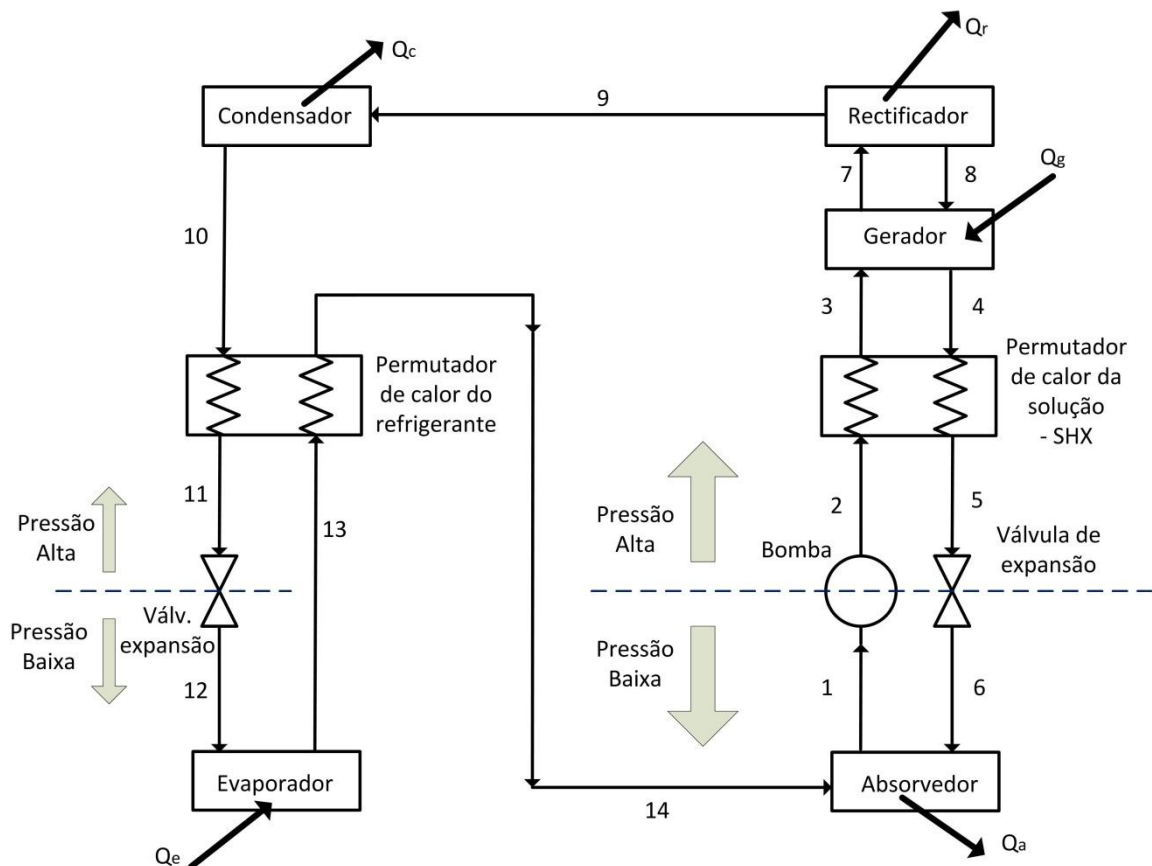 Qc
Qr
Condensador
9
Rectificador
7
8
Qg
Gerador
10
3
4
Permutador
de calor do
refrigerante
Permutador
de calor da
solução
- SHX
11
13
2
5
Pressão
Alta
Pressão
Alta
Bomba
Válvula de
expansão
Pressão
Baixa
Válv.
expansão
Pressão
Baixa
12
1
6
Evaporador
Absorvedor
14
Qe
Qa